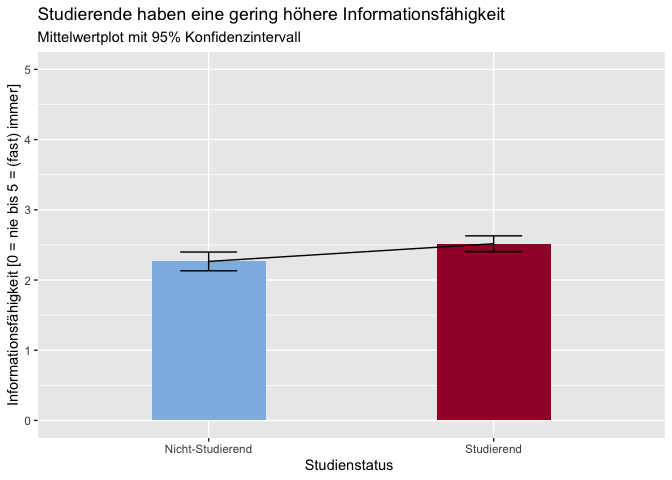 Studierende haben eine gering höhere Informationsfähigkeit
Mittelwertplot mit 95% Konfidenzintervall
Informationsfähigkeit [0 = nie bis 5 = (fast) immer]
5
4
3
2
1
0
Nicht-Studierend
Studierend
Studienstatus